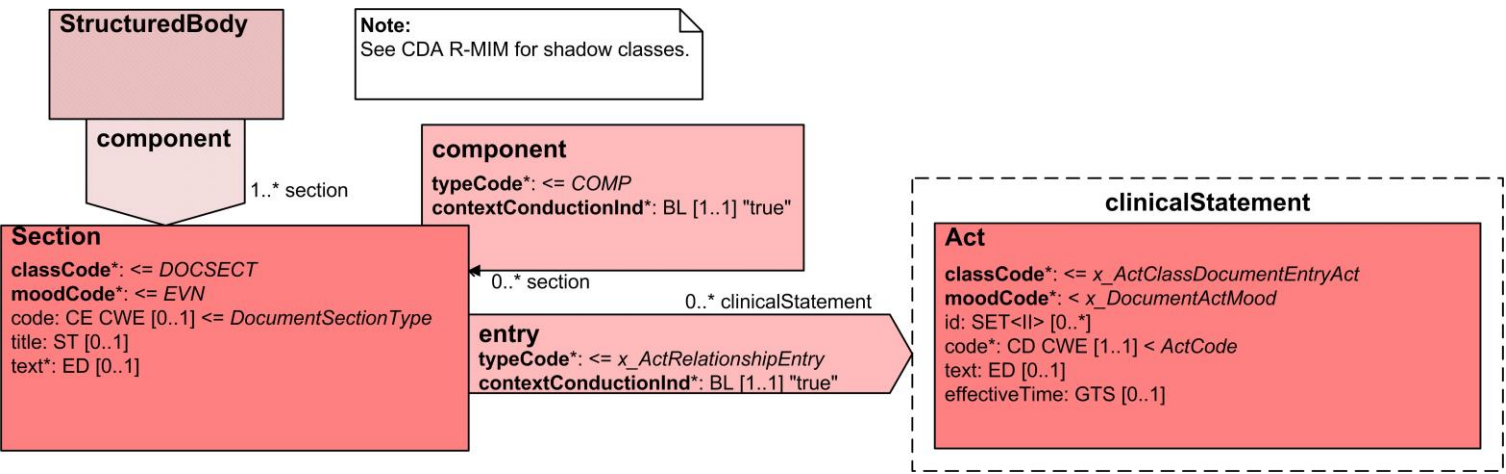 StructuredBody
Note:
See CDA R-MIM for shadow classes.
component
1..* section
component
typeCode*: <= COMP
contextConductionInd*: BL [1..1] "true"
0..* section
Section
classCode*: <= DOCSECT
moodCode*: <= EVN
code: CE CWE [0..1] <= DocumentSectionType
title: ST [0..1]
text*: ED [0..1]
0..* clinicalStatement
entry
typeCode*: <= x_ActRelationshipEntry
contextConductionInd*: BL [1..1] "true"
clinicalStatement
Act
classCode*: <= x_ActClassDocumentEntryAct
moodCode*: < x_DocumentActMood
id: SET<II> [0..*]
code*: CD CWE [1..1] < ActCode
text: ED [0..1]
effectiveTime: GTS [0..1]